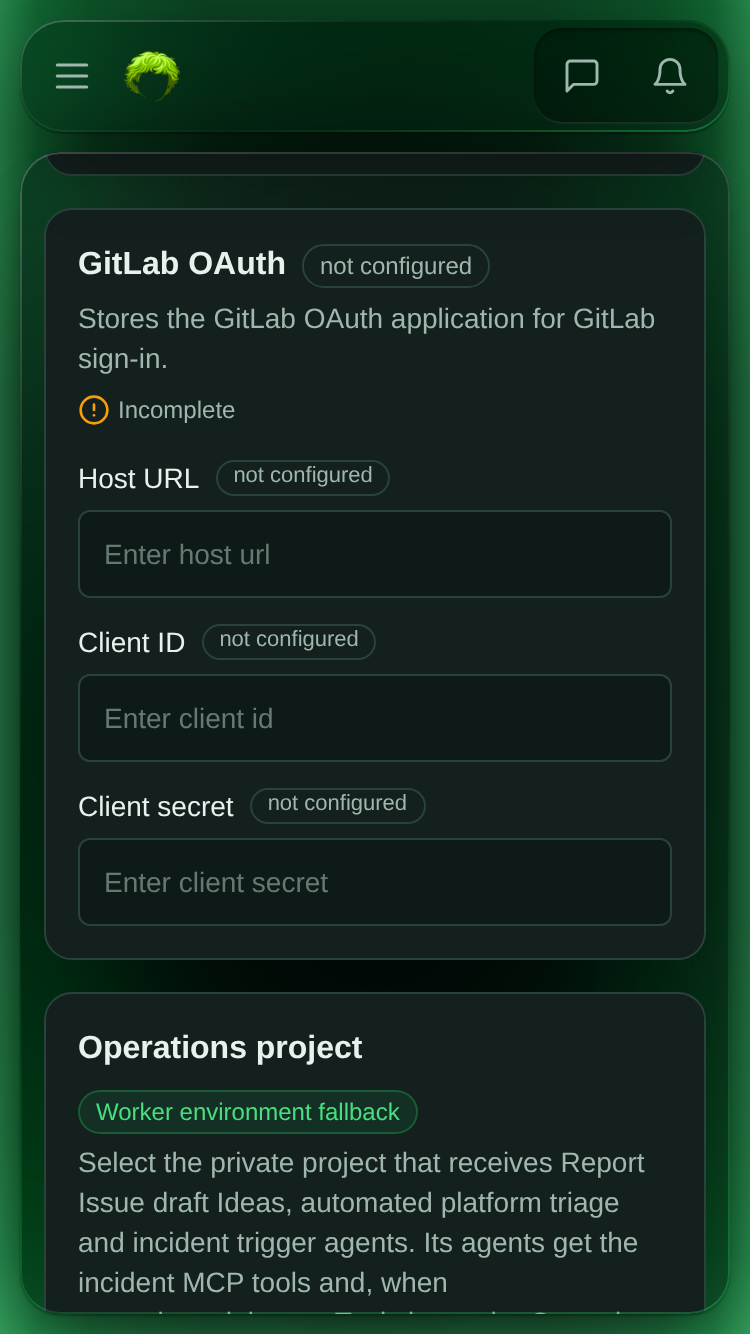 GitLab OAuth not configured
Stores the GitLab OAuth application for GitLab
sign-in.
Incomplete
Host URL not configured
Enter host url
Client ID not configured
Enter client id
Client secret not configured
Enter client secret
Operations project
Worker environment fallback
Select the private project that receives Report
Issue draft Ideas, automated platform triage
and incident trigger agents. Its agents get the
incident MCP tools and, when